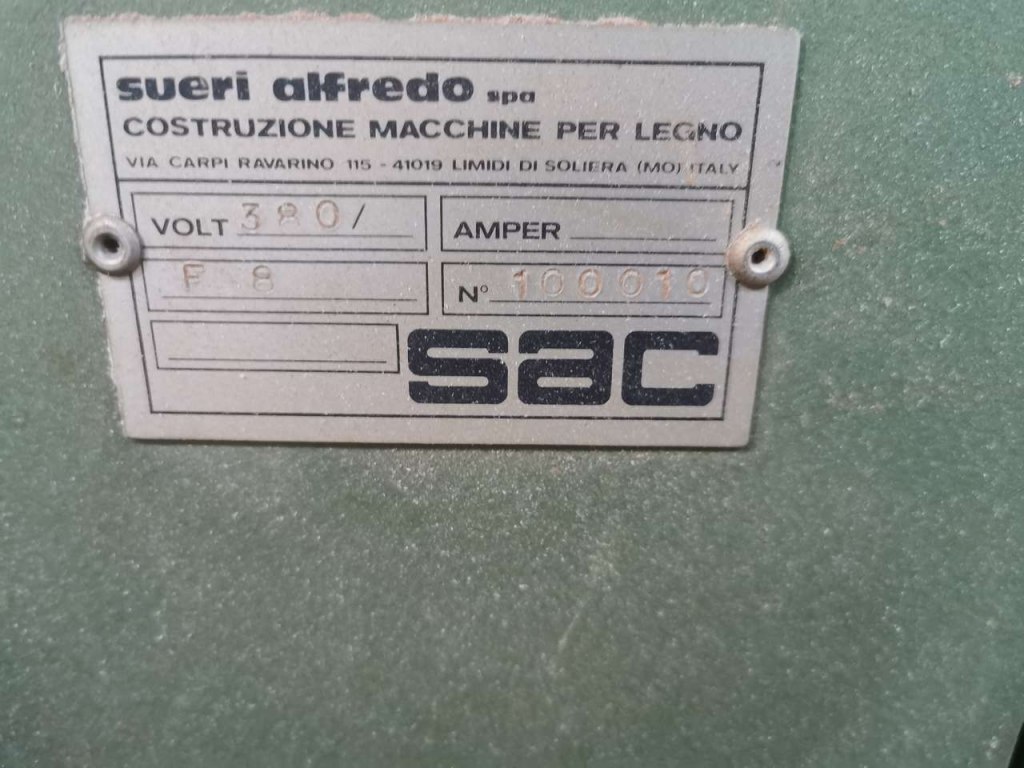 sueri alfredo spa
COSTRUZIONE MACCHINE PER LEGNO
VIA CARPI RAVARINO 115 - 41019 LIMIDI DI SOLIERA (MO) ITALY
VOLT 380/
AMPER
F 8
N° 100010
sac